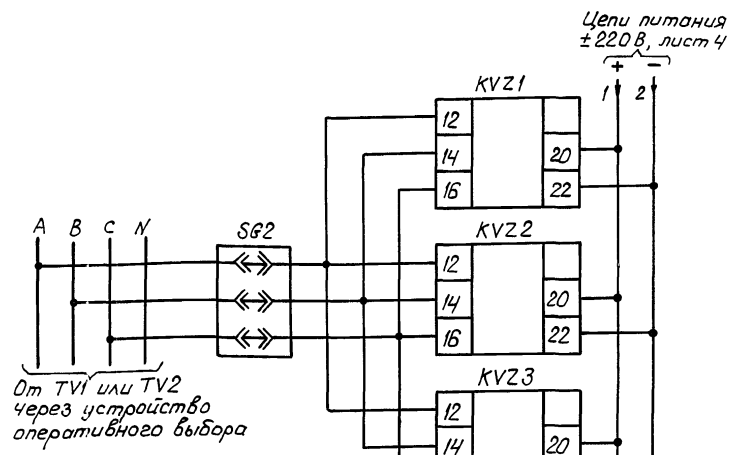 Цепи питания
±220 В, лист 4
+ −
1 2
KVZ1
12
14
16
20
22
A B C N
SG2
KVZ2
12
14
16
20
22
От TV1 или TV2
через устройство
оперативного выбора
KVZ3
12
14
20